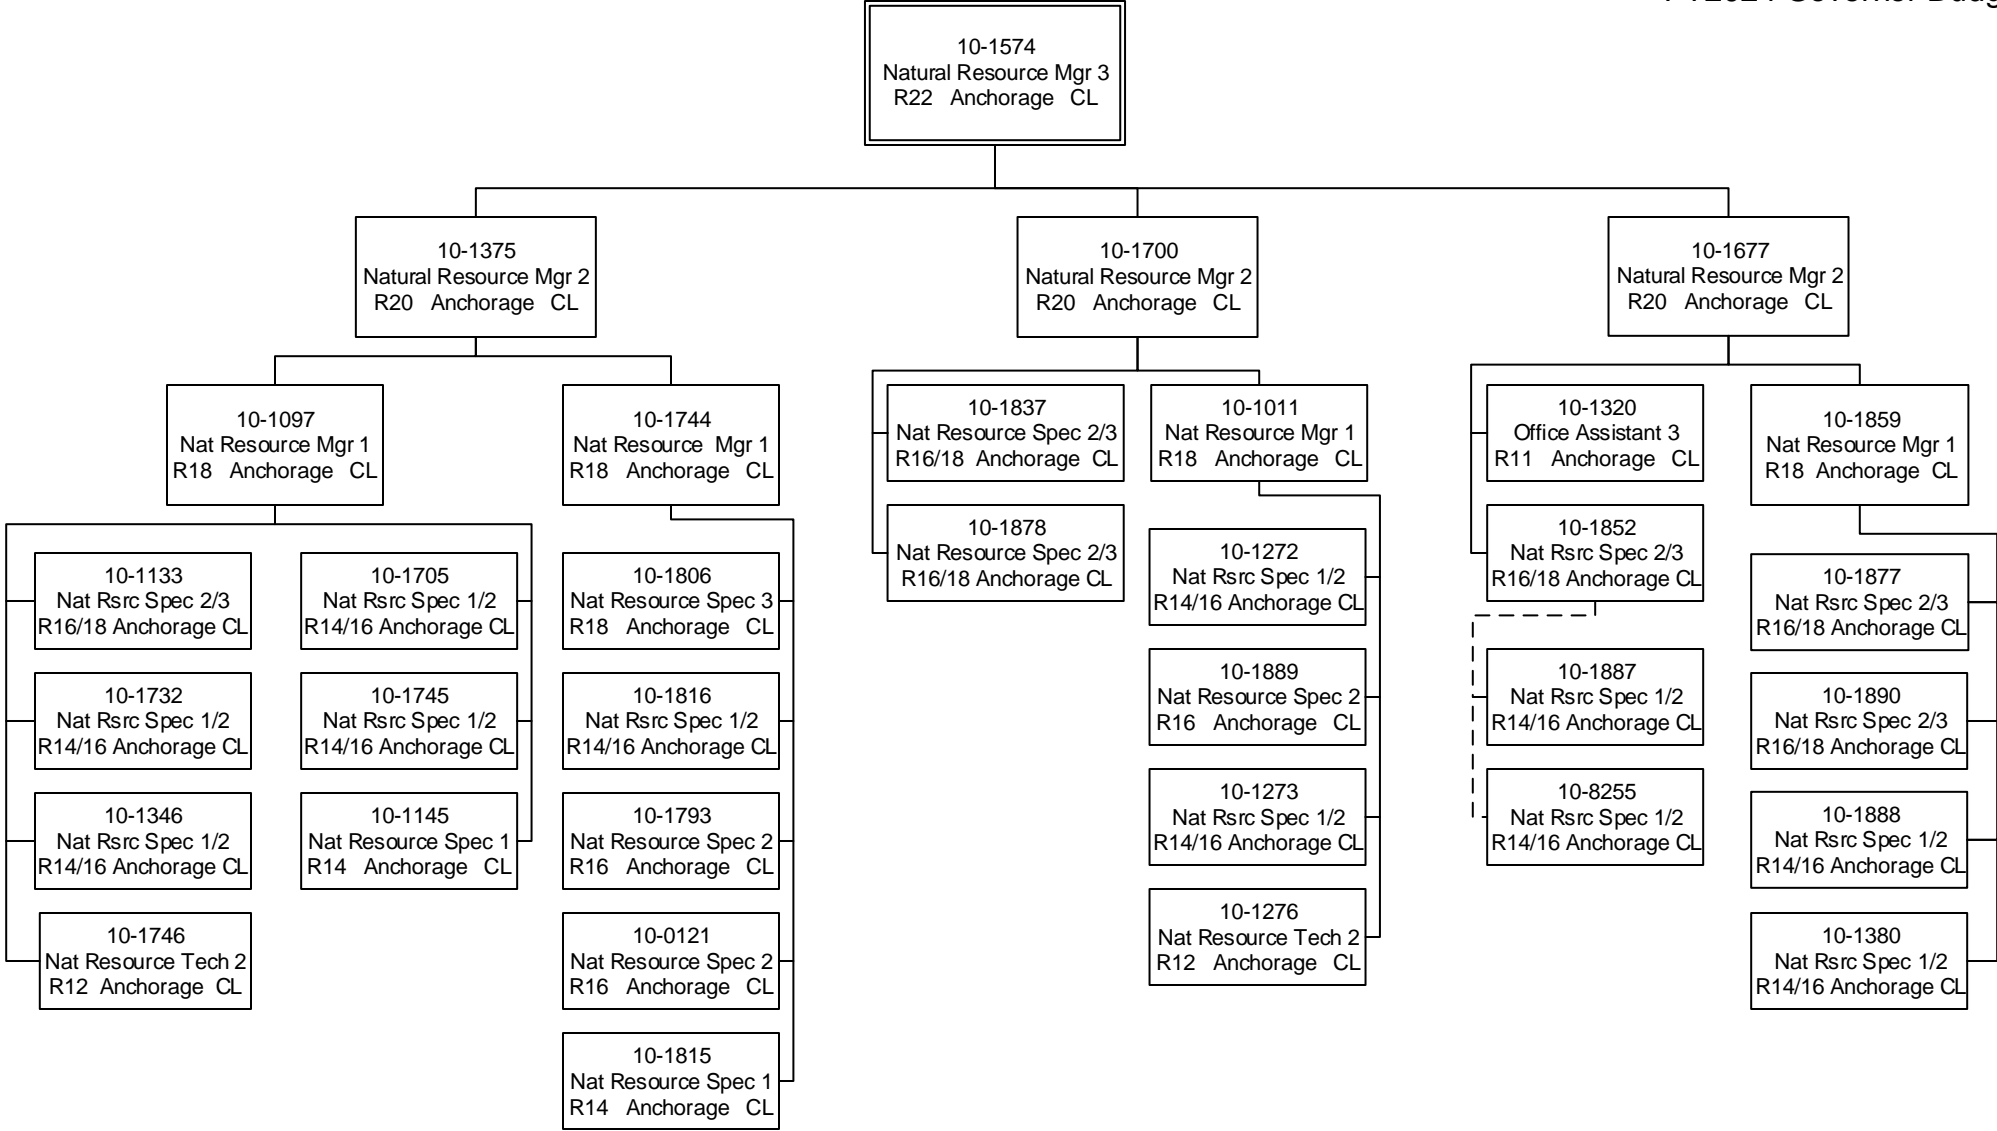 10-1574
Natural Resource Mgr 3
R22 Anchorage CL
10-1375
Natural Resource Mgr 2
R20 Anchorage CL
10-1700
Natural Resource Mgr 2
R20 Anchorage CL
10-1677
Natural Resource Mgr 2
R20 Anchorage CL
10-1097
Nat Resource Mgr 1
R18 Anchorage CL
10-1744
Nat Resource Mgr 1
R18 Anchorage CL
10-1837
Nat Resource Spec 2/3
R16/18 Anchorage CL
10-1011
Nat Resource Mgr 1
R18 Anchorage CL
10-1320
Office Assistant 3
R11 Anchorage CL
10-1859
Nat Resource Mgr 1
R18 Anchorage CL
10-1133
Nat Rsrc Spec 2/3
R16/18 Anchorage CL
10-1732
Nat Rsrc Spec 1/2
R14/16 Anchorage CL
10-1346
Nat Rsrc Spec 1/2
R14/16 Anchorage CL
10-1746
Nat Resource Tech 2
R12 Anchorage CL
10-1705
Nat Rsrc Spec 1/2
R14/16 Anchorage CL
10-1745
Nat Rsrc Spec 1/2
R14/16 Anchorage CL
10-1145
Nat Resource Spec 1
R14 Anchorage CL
10-1806
Nat Resource Spec 3
R18 Anchorage CL
10-1816
Nat Rsrc Spec 1/2
R14/16 Anchorage CL
10-1793
Nat Resource Spec 2
R16 Anchorage CL
10-0121
Nat Resource Spec 2
R16 Anchorage CL
10-1815
Nat Resource Spec 1
R14 Anchorage CL
10-1878
Nat Resource Spec 2/3
R16/18 Anchorage CL
10-1272
Nat Rsrc Spec 1/2
R14/16 Anchorage CL
10-1889
Nat Resource Spec 2
R16 Anchorage CL
10-1273
Nat Rsrc Spec 1/2
R14/16 Anchorage CL
10-1276
Nat Resource Tech 2
R12 Anchorage CL
10-1852
Nat Rsrc Spec 2/3
R16/18 Anchorage CL
10-1887
Nat Rsrc Spec 1/2
R14/16 Anchorage CL
10-8255
Nat Rsrc Spec 1/2
R14/16 Anchorage CL
10-1877
Nat Rsrc Spec 2/3
R16/18 Anchorage CL
10-1890
Nat Rsrc Spec 2/3
R16/18 Anchorage CL
10-1888
Nat Rsrc Spec 1/2
R14/16 Anchorage CL
10-1380
Nat Rsrc Spec 1/2
R14/16 Anchorage CL